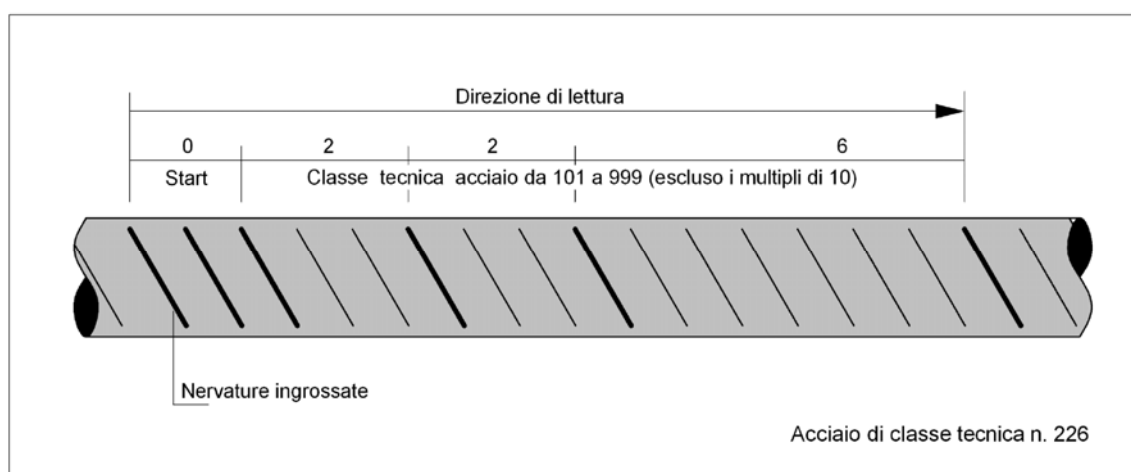 Direzione di lettura
0 2 2 6
Start Classe tecnica acciaio da 101 a 999 (escluso i multipli di 10)
Nervature ingrossate
Acciaio di classe tecnica n. 226